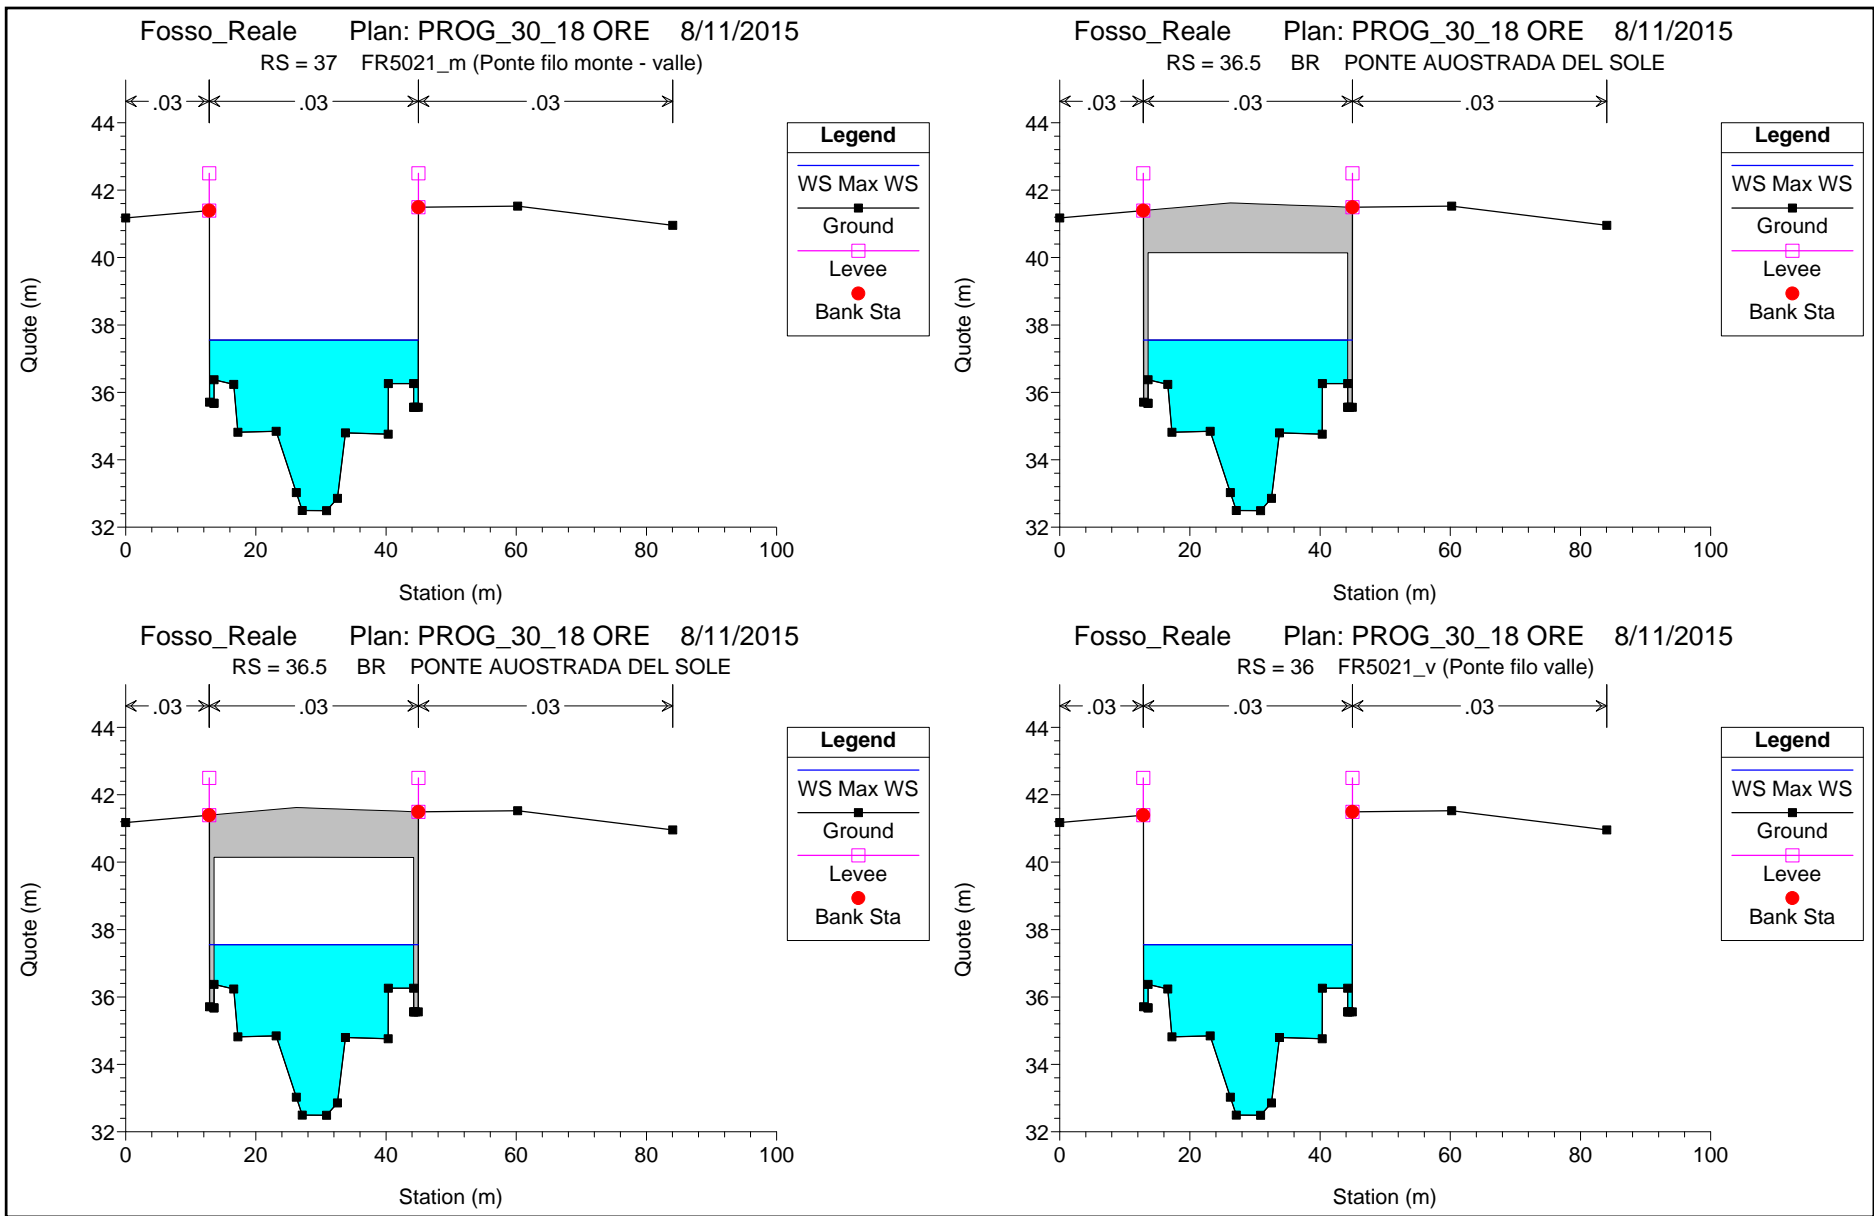 Fosso_Reale Plan: PROG_30_18 ORE 8/11/2015
RS = 37 FR5021_m (Ponte filo monte - valle)
.03 .03 .03
44
42
40
38
36
34
32
0 20 40 60 80 100
Quote (m)
Station (m)
Legend
WS Max WS
Ground
Levee
Bank Sta
Fosso_Reale Plan: PROG_30_18 ORE 8/11/2015
RS = 36.5 BR PONTE AUOSTRADA DEL SOLE
.03 .03 .03
44
42
40
38
36
34
32
0 20 40 60 80 100
Quote (m)
Station (m)
Legend
WS Max WS
Ground
Levee
Bank Sta
Fosso_Reale Plan: PROG_30_18 ORE 8/11/2015
RS = 36.5 BR PONTE AUOSTRADA DEL SOLE
.03 .03 .03
44
42
40
38
36
34
32
0 20 40 60 80 100
Quote (m)
Station (m)
Legend
WS Max WS
Ground
Levee
Bank Sta
Fosso_Reale Plan: PROG_30_18 ORE 8/11/2015
RS = 36 FR5021_v (Ponte filo valle)
.03 .03 .03
44
42
40
38
36
34
32
0 20 40 60 80 100
Quote (m)
Station (m)
Legend
WS Max WS
Ground
Levee
Bank Sta